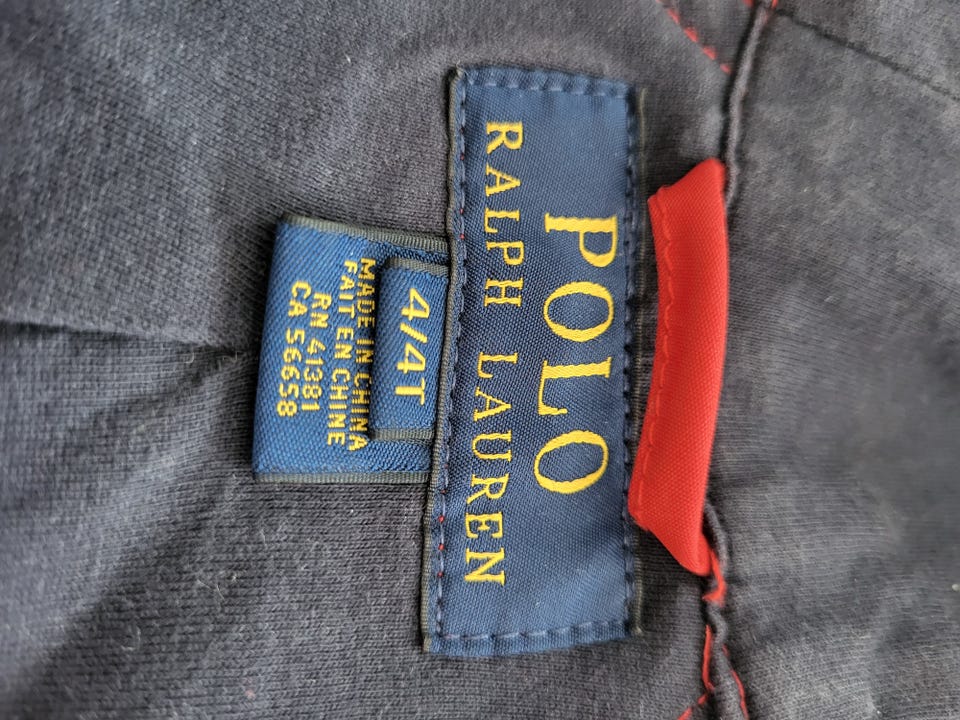 POLO
RALPH LAUREN
4/4T
MADE IN CHINA
FAIT EN CHINE
RN 41381
CA 56658